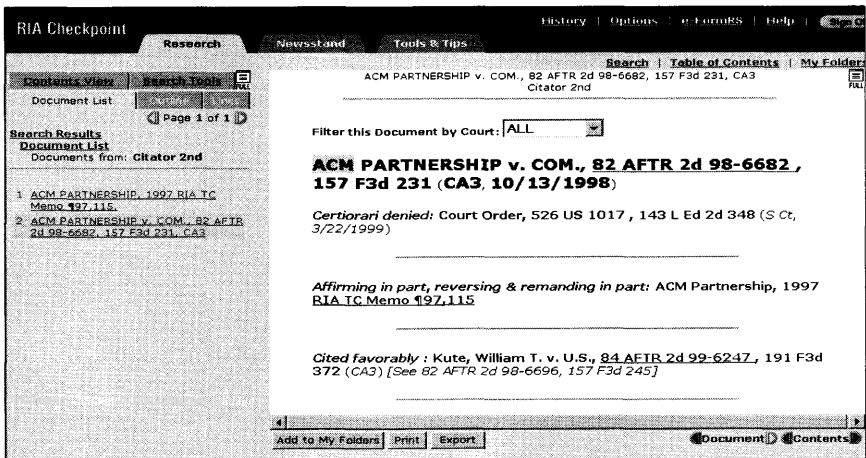 RIA Checkpoint
History | Options | e-FormRS | Help |
Research Newsstand Tools & Tips
Search | Table of Contents | My Folders
Contents View Search Tools FULL
Document List
Page 1 of 1
Search Results
Document List
Documents from: Citator 2nd
1 ACM PARTNERSHIP, 1997 RIA TC
Memo ¶97,115.
2 ACM PARTNERSHIP v. COM., 82 AFTR
2d 98-6682, 157 F3d 231, CA3
ACM PARTNERSHIP v. COM., 82 AFTR 2d 98-6682, 157 F3d 231, CA3
Citator 2nd
FULL
Filter this Document by Court: ALL
ACM PARTNERSHIP v. COM., 82 AFTR 2d 98-6682 ,
157 F3d 231 (CA3, 10/13/1998)
Certiorari denied: Court Order, 526 US 1017 , 143 L Ed 2d 348 (S Ct,
3/22/1999)
Affirming in part, reversing & remanding in part: ACM Partnership, 1997
RIA TC Memo ¶97,115
Cited favorably : Kute, William T. v. U.S., 84 AFTR 2d 99-6247 , 191 F3d
372 (CA3) [See 82 AFTR 2d 98-6696, 157 F3d 245]
Add to My Folders Print Export
Document Contents